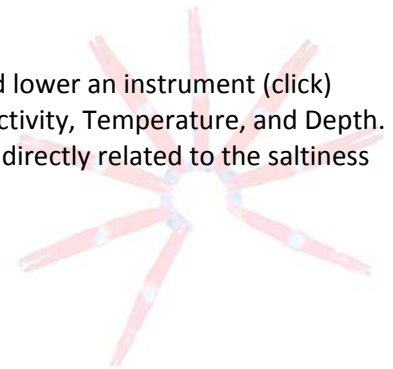 d lower an instrument (click)
ctivity, Temperature, and Depth.
directly related to the saltiness